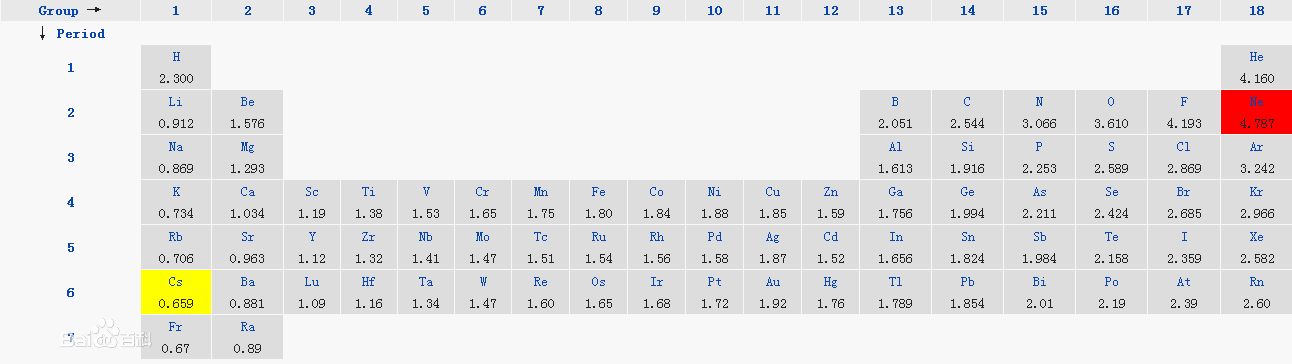 Group → 1 2 3 4 5 6 7 8 9 10 11 12 13 14 15 16 17 18
↓ Period
1 H He
2.300 4.160
2 Li Be B C N O F Ne
0.912 1.576 2.051 2.544 3.066 3.610 4.193 4.787
3 Na Mg Al Si P S Cl Ar
0.869 1.293 1.613 1.916 2.253 2.589 2.869 3.242
4 K Ca Sc Ti V Cr Mn Fe Co Ni Cu Zn Ga Ge As Se Br Kr
0.734 1.034 1.19 1.38 1.53 1.65 1.75 1.80 1.84 1.88 1.85 1.59 1.756 1.994 2.211 2.424 2.685 2.966
5 Rb Sr Y Zr Nb Mo Tc Ru Rh Pd Ag Cd In Sn Sb Te I Xe
0.706 0.963 1.12 1.32 1.41 1.47 1.51 1.54 1.56 1.58 1.87 1.52 1.656 1.824 1.984 2.158 2.359 2.582
6 Cs Ba Lu Hf Ta W Re Os Ir Pt Au Hg Tl Pb Bi Po At Rn
0.659 0.881 1.09 1.16 1.34 1.47 1.60 1.65 1.68 1.72 1.92 1.76 1.789 1.854 2.01 2.19 2.39 2.60
7 Fr Ra
0.67 0.89
Bai百科